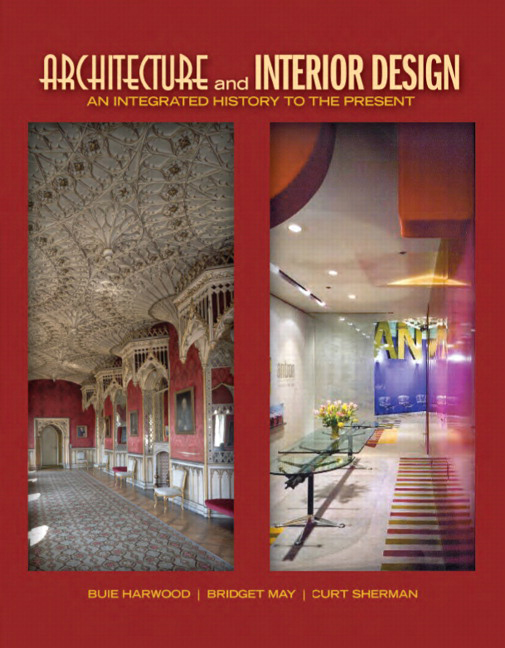 ARCHITECTURE and INTERIOR DESIGN
AN INTEGRATED HISTORY TO THE PRESENT
BUIE HARWOOD | BRIDGET MAY | CURT SHERMAN